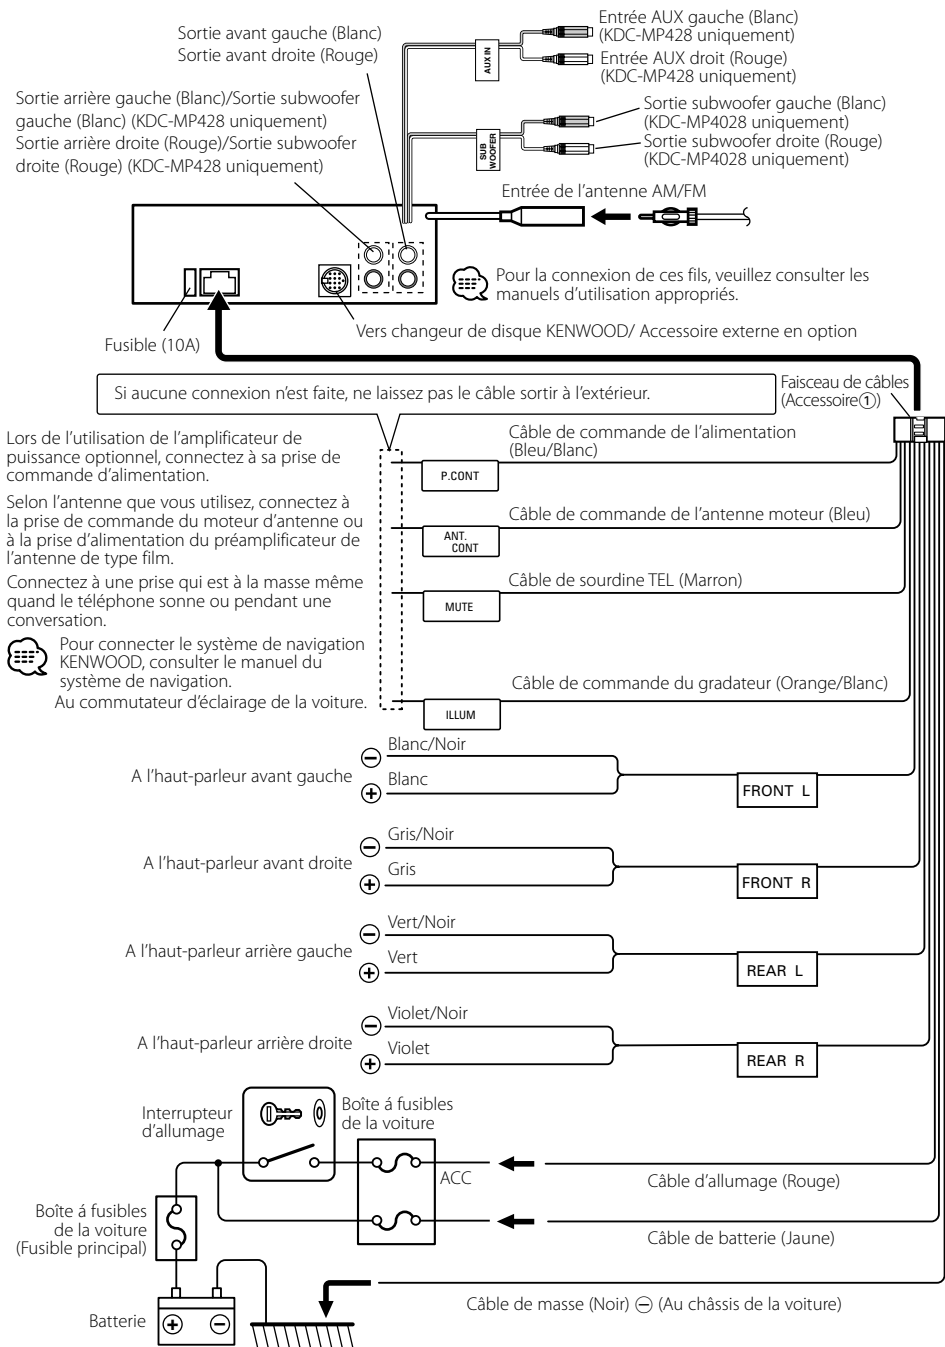 Sortie avant gauche (Blanc)
Sortie avant droite (Rouge)
Entrée AUX gauche (Blanc)
(KDC-MP428 uniquement)
Entrée AUX droit (Rouge)
(KDC-MP428 uniquement)
AUX IN
Sortie arrière gauche (Blanc)/Sortie subwoofer
gauche (Blanc) (KDC-MP428 uniquement)
Sortie arrière droite (Rouge)/Sortie subwoofer
droite (Rouge) (KDC-MP428 uniquement)
Sortie subwoofer gauche (Blanc)
(KDC-MP4028 uniquement)
Sortie subwoofer droite (Rouge)
(KDC-MP4028 uniquement)
SUB
WOOFER
Entrée de l'antenne AM/FM
Pour la connexion de ces fils, veuillez consulter les
manuels d'utilisation appropriés.
Vers changeur de disque KENWOOD/ Accessoire externe en option
Fusible (10A)
Si aucune connexion n'est faite, ne laissez pas le câble sortir à l'extérieur.
Faisceau de câbles
(Accessoire①)
Lors de l'utilisation de l'amplificateur de
puissance optionnel, connectez à sa prise de
commande d'alimentation.
Câble de commande de l'alimentation
(Bleu/Blanc)
P.CONT
Selon l'antenne que vous utilisez, connectez à
la prise de commande du moteur d'antenne ou
à la prise d'alimentation du préamplificateur de
l'antenne de type film.
Câble de commande de l'antenne moteur (Bleu)
ANT.
CONT
Connectez à une prise qui est à la masse même
quand le téléphone sonne ou pendant une
conversation.
Câble de sourdine TEL (Marron)
MUTE
Pour connecter le système de navigation
KENWOOD, consulter le manuel du
système de navigation.
Au commutateur d'éclairage de la voiture.
Câble de commande du gradateur (Orange/Blanc)
ILLUM
A l'haut-parleur avant gauche
⊖ Blanc/Noir
⊕ Blanc
FRONT L
A l'haut-parleur avant droite
⊖ Gris/Noir
⊕ Gris
FRONT R
A l'haut-parleur arrière gauche
⊖ Vert/Noir
⊕ Vert
REAR L
A l'haut-parleur arrière droite
⊖ Violet/Noir
⊕ Violet
REAR R
Interrupteur
d'allumage
Boîte á fusibles
de la voiture
ACC
Câble d'allumage (Rouge)
Boîte á fusibles
de la voiture
(Fusible principal)
Câble de batterie (Jaune)
Câble de masse (Noir) ⊖ (Au châssis de la voiture)
Batterie
⊕ ⊖